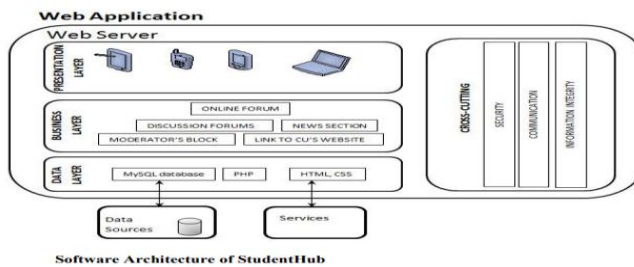 Web Application
Web Server
PRESENTATION
LAYER
BUSINESS
LAYER
ONLINE FORUM
DISCUSSION FORUMS
NEWS SECTION
MODERATOR'S BLOCK
LINK TO CU'S WEBSITE
DATA
LAYER
MySQL database
PHP
HTML, CSS
CROSS-CUTTING
SECURITY
COMMUNICATION
INFORMATION INTEGRITY
Data
Sources
Services
Software Architecture of StudentHub